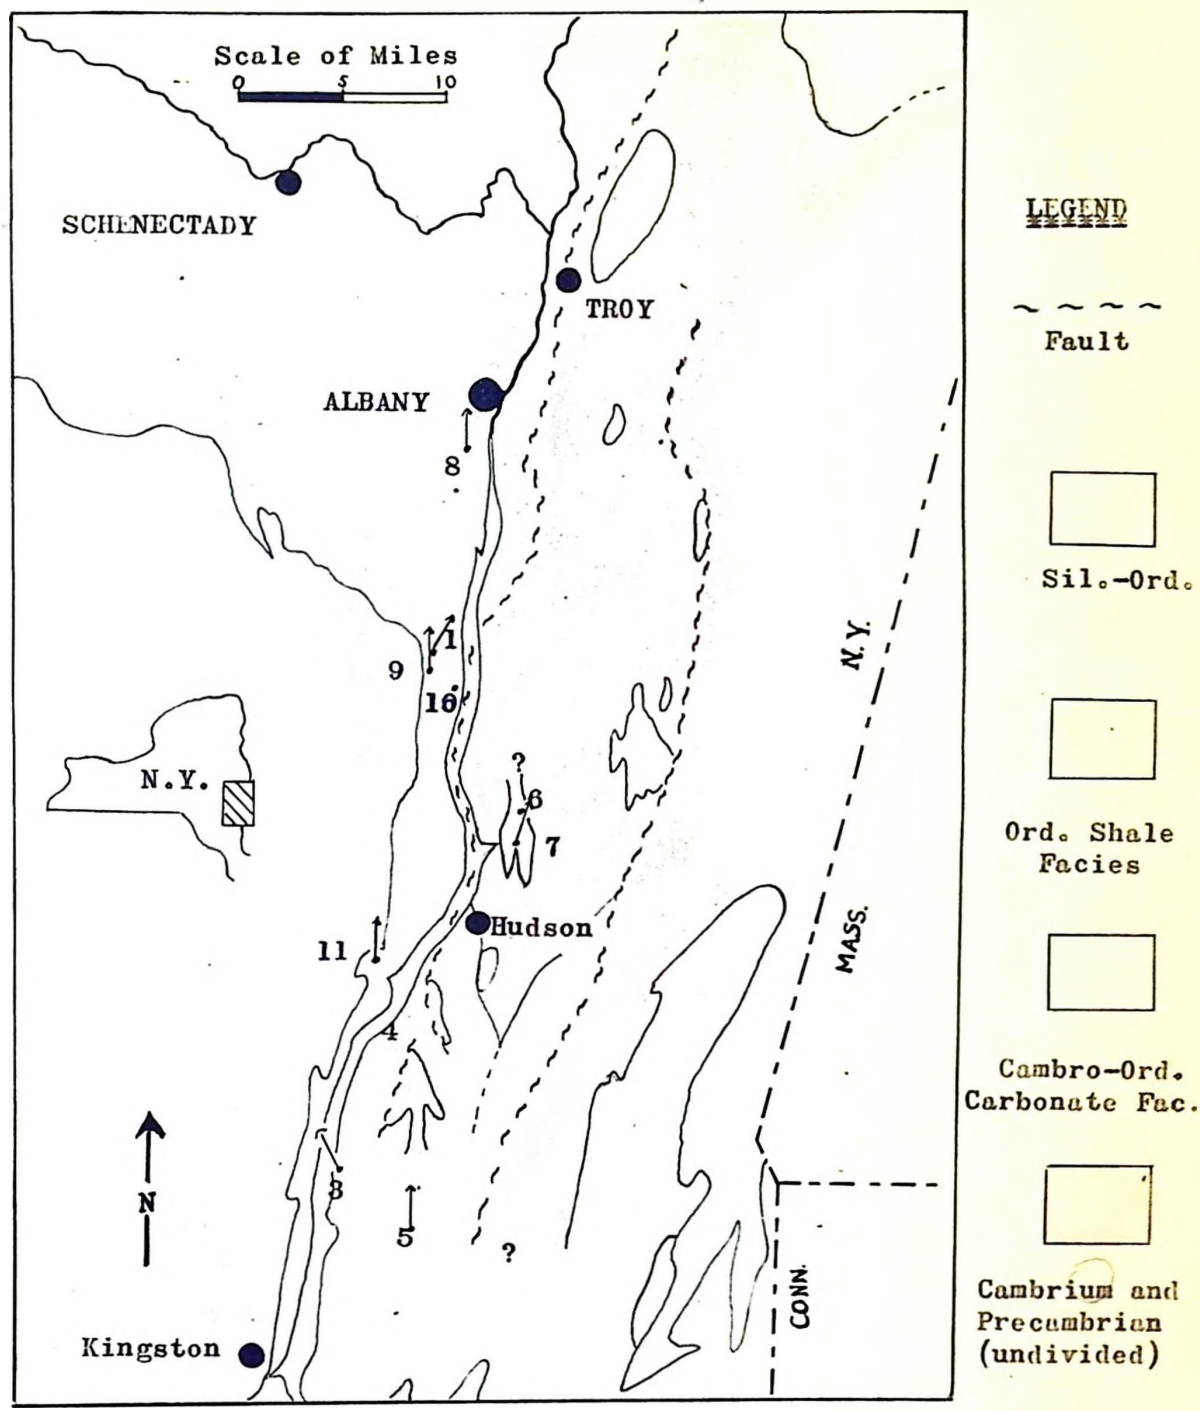 Scale of Miles
0 5 10
SCHENECTADY
TROY
ALBANY
8
1
9
10
N.Y.
N.Y.
?
6
7
MASS.
Hudson
11
4
N
3
5
?
CONN.
Kingston
LEGEND
Fault
Sil.-Ord.
Ord. Shale
Facies
Cambro-Ord.
Carbonate Fac.
Cambrium and
Precambrian
(undivided)